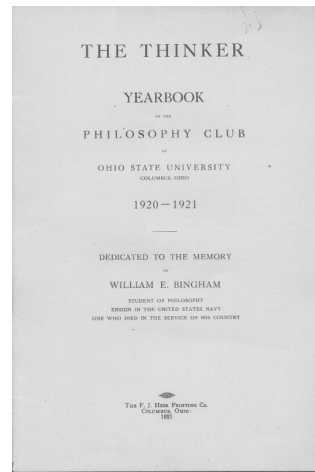 THE THINKER
YEARBOOK
OF THE
PHILOSOPHY CLUB
OF
OHIO STATE UNIVERSITY
COLUMBUS, OHIO
1920—1921
DEDICATED TO THE MEMORY
OF
WILLIAM E. BINGHAM
STUDENT OF PHILOSOPHY
ENSIGN IN THE UNITED STATES NAVY
ONE WHO DIED IN THE SERVICE OF HIS COUNTRY
THE F. J. HEER PRINTING CO.
COLUMBUS, OHIO:
1921